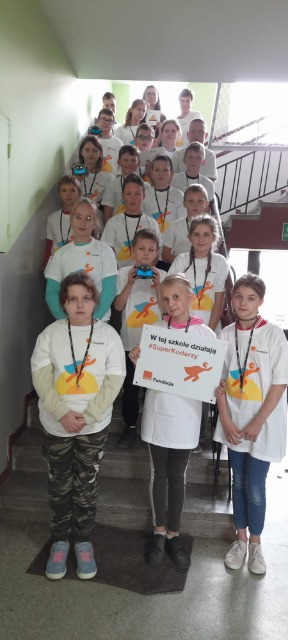 W tej szkole działają
#SuperKoderzy
Fundacja